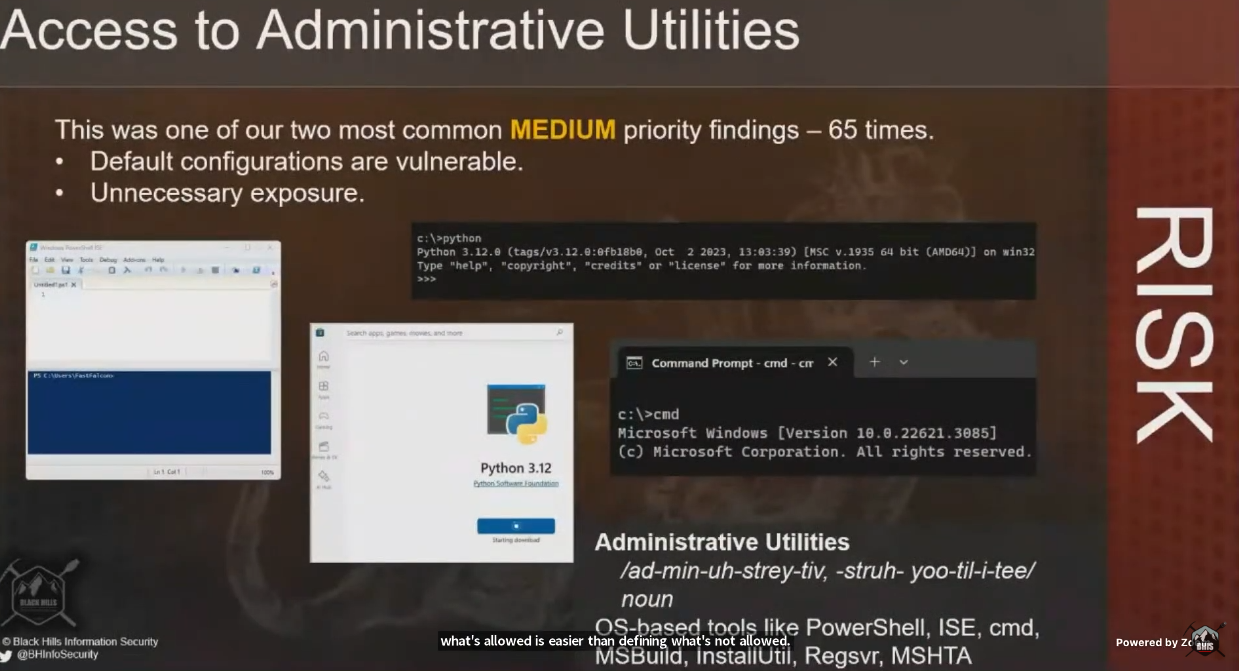 Access to Administrative Utilities
This was one of our two most common MEDIUM priority findings – 65 times.
• Default configurations are vulnerable.
• Unnecessary exposure.
RISK
Windows PowerShell ISE
File Edit View Tools Debug Add-ons Help
Untitled1.ps1 X
1
PS C:\Users\FastFalcon>
Ln 1 Col 1
100%
c:\>python
Python 3.12.0 (tags/v3.12.0:0fb18b0, Oct 2 2023, 13:03:39) [MSC v.1935 64 bit (AMD64)] on win32
Type "help", "copyright", "credits" or "license" for more information.
>>>
Search apps, games, movies, and more
Home
Gaming
AI Hub
Python 3.12
Python Software Foundation
Starting download
Command Prompt - cmd - cm
c:\>cmd
Microsoft Windows [Version 10.0.22621.3085]
(c) Microsoft Corporation. All rights reserved.
Administrative Utilities
/ad-min-uh-strey-tiv, -struh- yoo-til-i-tee/
noun
OS-based tools like PowerShell, ISE, cmd,
MSBuild, InstallUtil, Regsvr, MSHTA
what's allowed is easier than defining what's not allowed.
BLACK HILLS
© Black Hills Information Security
@BHInfoSecurity
Powered by
BHIS